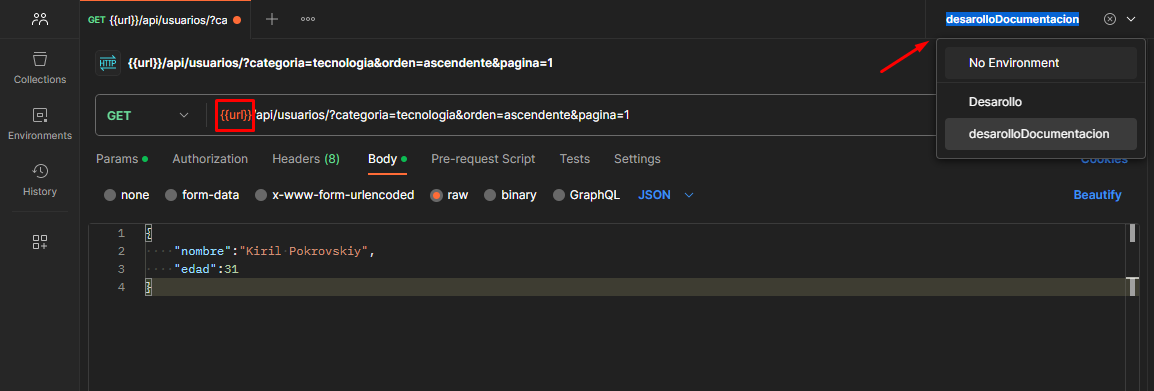 GET {{url}}/api/usuarios/?ca
desarolloDocumentacion
No Environment
Desarollo
desarolloDocumentacion
Collections
Environments
History
HTTP {{url}}/api/usuarios/?categoria=tecnologia&orden=ascendente&pagina=1
GET {{url}}/api/usuarios/?categoria=tecnologia&orden=ascendente&pagina=1
Params Authorization Headers (8) Body Pre-request Script Tests Settings Cookies
none form-data x-www-form-urlencoded raw binary GraphQL JSON Beautify
1 {
2 "nombre":"Kiril Pokrovskiy",
3 "edad":31
4 }